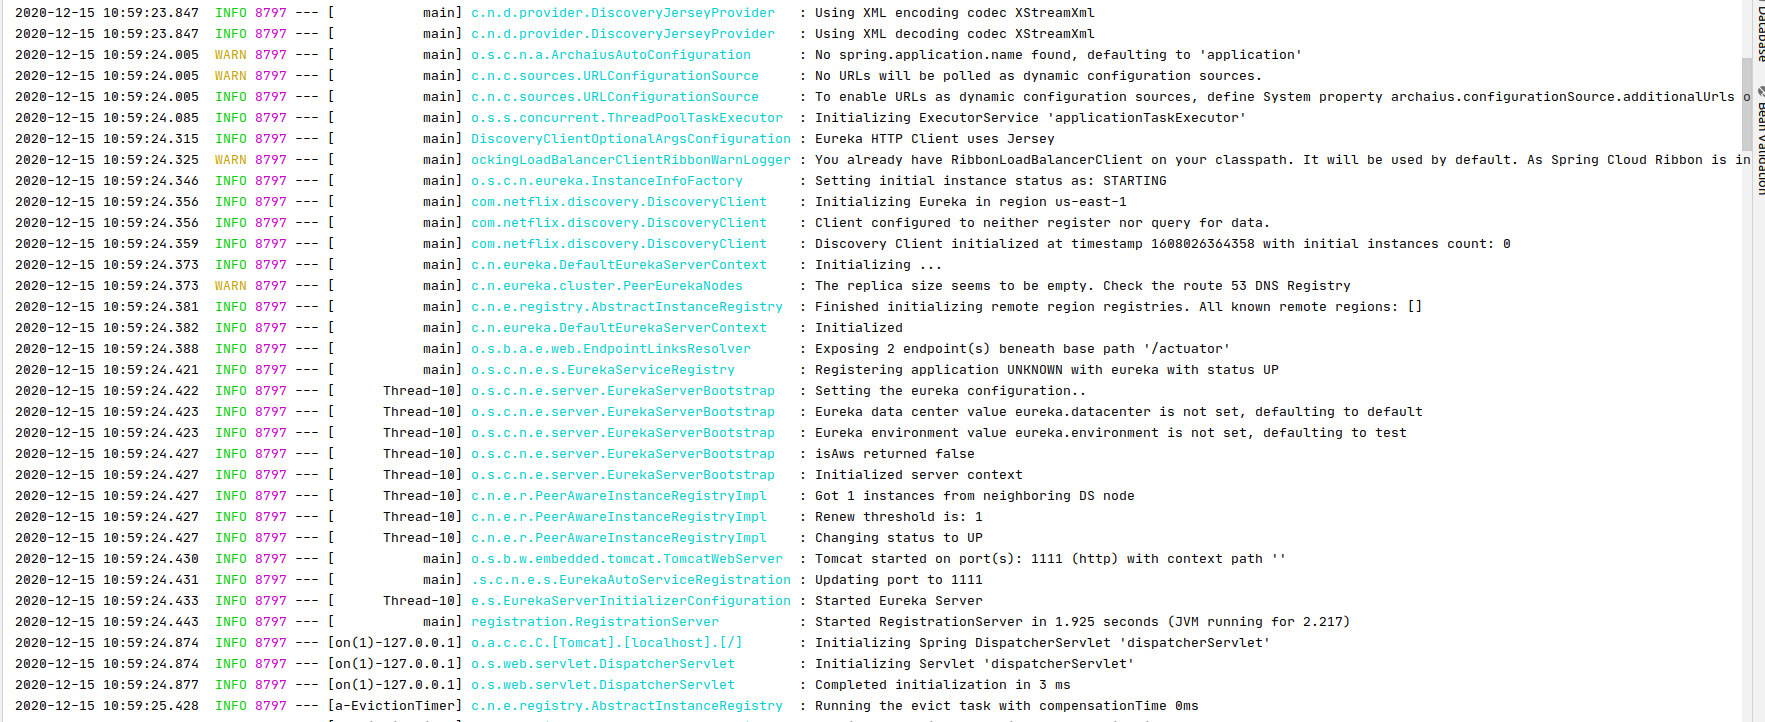 2020-12-15 10:59:23.847 INFO 8797 --- [ main] c.n.d.provider.DiscoveryJerseyProvider : Using XML encoding codec XStreamXml
2020-12-15 10:59:23.847 INFO 8797 --- [ main] c.n.d.provider.DiscoveryJerseyProvider : Using XML decoding codec XStreamXml
2020-12-15 10:59:24.005 WARN 8797 --- [ main] o.s.c.n.a.ArchaiusAutoConfiguration : No spring.application.name found, defaulting to 'application'
2020-12-15 10:59:24.005 WARN 8797 --- [ main] c.n.c.sources.URLConfigurationSource : No URLs will be polled as dynamic configuration sources.
2020-12-15 10:59:24.005 INFO 8797 --- [ main] c.n.c.sources.URLConfigurationSource : To enable URLs as dynamic configuration sources, define System property archaius.configurationSource.additionalUrls o
2020-12-15 10:59:24.085 INFO 8797 --- [ main] o.s.s.concurrent.ThreadPoolTaskExecutor : Initializing ExecutorService 'applicationTaskExecutor'
2020-12-15 10:59:24.315 INFO 8797 --- [ main] DiscoveryClientOptionalArgsConfiguration : Eureka HTTP Client uses Jersey
2020-12-15 10:59:24.325 WARN 8797 --- [ main] ockingLoadBalancerClientRibbonWarnLogger : You already have RibbonLoadBalancerClient on your classpath. It will be used by default. As Spring Cloud Ribbon is in
2020-12-15 10:59:24.346 INFO 8797 --- [ main] o.s.c.n.eureka.InstanceInfoFactory : Setting initial instance status as: STARTING
2020-12-15 10:59:24.356 INFO 8797 --- [ main] com.netflix.discovery.DiscoveryClient : Initializing Eureka in region us-east-1
2020-12-15 10:59:24.356 INFO 8797 --- [ main] com.netflix.discovery.DiscoveryClient : Client configured to neither register nor query for data.
2020-12-15 10:59:24.359 INFO 8797 --- [ main] com.netflix.discovery.DiscoveryClient : Discovery Client initialized at timestamp 1608026364358 with initial instances count: 0
2020-12-15 10:59:24.373 INFO 8797 --- [ main] c.n.eureka.DefaultEurekaServerContext : Initializing ...
2020-12-15 10:59:24.373 WARN 8797 --- [ main] c.n.eureka.cluster.PeerEurekaNodes : The replica size seems to be empty. Check the route 53 DNS Registry
2020-12-15 10:59:24.381 INFO 8797 --- [ main] c.n.e.registry.AbstractInstanceRegistry : Finished initializing remote region registries. All known remote regions: []
2020-12-15 10:59:24.382 INFO 8797 --- [ main] c.n.eureka.DefaultEurekaServerContext : Initialized
2020-12-15 10:59:24.388 INFO 8797 --- [ main] o.s.b.a.e.web.EndpointLinksResolver : Exposing 2 endpoint(s) beneath base path '/actuator'
2020-12-15 10:59:24.421 INFO 8797 --- [ main] o.s.c.n.e.s.EurekaServiceRegistry : Registering application UNKNOWN with eureka with status UP
2020-12-15 10:59:24.422 INFO 8797 --- [ Thread-10] o.s.c.n.e.server.EurekaServerBootstrap : Setting the eureka configuration..
2020-12-15 10:59:24.423 INFO 8797 --- [ Thread-10] o.s.c.n.e.server.EurekaServerBootstrap : Eureka data center value eureka.datacenter is not set, defaulting to default
2020-12-15 10:59:24.423 INFO 8797 --- [ Thread-10] o.s.c.n.e.server.EurekaServerBootstrap : Eureka environment value eureka.environment is not set, defaulting to test
2020-12-15 10:59:24.427 INFO 8797 --- [ Thread-10] o.s.c.n.e.server.EurekaServerBootstrap : isAws returned false
2020-12-15 10:59:24.427 INFO 8797 --- [ Thread-10] o.s.c.n.e.server.EurekaServerBootstrap : Initialized server context
2020-12-15 10:59:24.427 INFO 8797 --- [ Thread-10] c.n.e.r.PeerAwareInstanceRegistryImpl : Got 1 instances from neighboring DS node
2020-12-15 10:59:24.427 INFO 8797 --- [ Thread-10] c.n.e.r.PeerAwareInstanceRegistryImpl : Renew threshold is: 1
2020-12-15 10:59:24.427 INFO 8797 --- [ Thread-10] c.n.e.r.PeerAwareInstanceRegistryImpl : Changing status to UP
2020-12-15 10:59:24.430 INFO 8797 --- [ main] o.s.b.w.embedded.tomcat.TomcatWebServer : Tomcat started on port(s): 1111 (http) with context path ''
2020-12-15 10:59:24.431 INFO 8797 --- [ main] .s.c.n.e.s.EurekaAutoServiceRegistration : Updating port to 1111
2020-12-15 10:59:24.433 INFO 8797 --- [ Thread-10] e.s.EurekaServerInitializerConfiguration : Started Eureka Server
2020-12-15 10:59:24.443 INFO 8797 --- [ main] registration.RegistrationServer : Started RegistrationServer in 1.925 seconds (JVM running for 2.217)
2020-12-15 10:59:24.874 INFO 8797 --- [on(1)-127.0.0.1] o.a.c.c.C.[Tomcat].[localhost].[/] : Initializing Spring DispatcherServlet 'dispatcherServlet'
2020-12-15 10:59:24.874 INFO 8797 --- [on(1)-127.0.0.1] o.s.web.servlet.DispatcherServlet : Initializing Servlet 'dispatcherServlet'
2020-12-15 10:59:24.877 INFO 8797 --- [on(1)-127.0.0.1] o.s.web.servlet.DispatcherServlet : Completed initialization in 3 ms
2020-12-15 10:59:25.428 INFO 8797 --- [a-EvictionTimer] c.n.e.registry.AbstractInstanceRegistry : Running the evict task with compensationTime 0ms
Database
Bean Validation